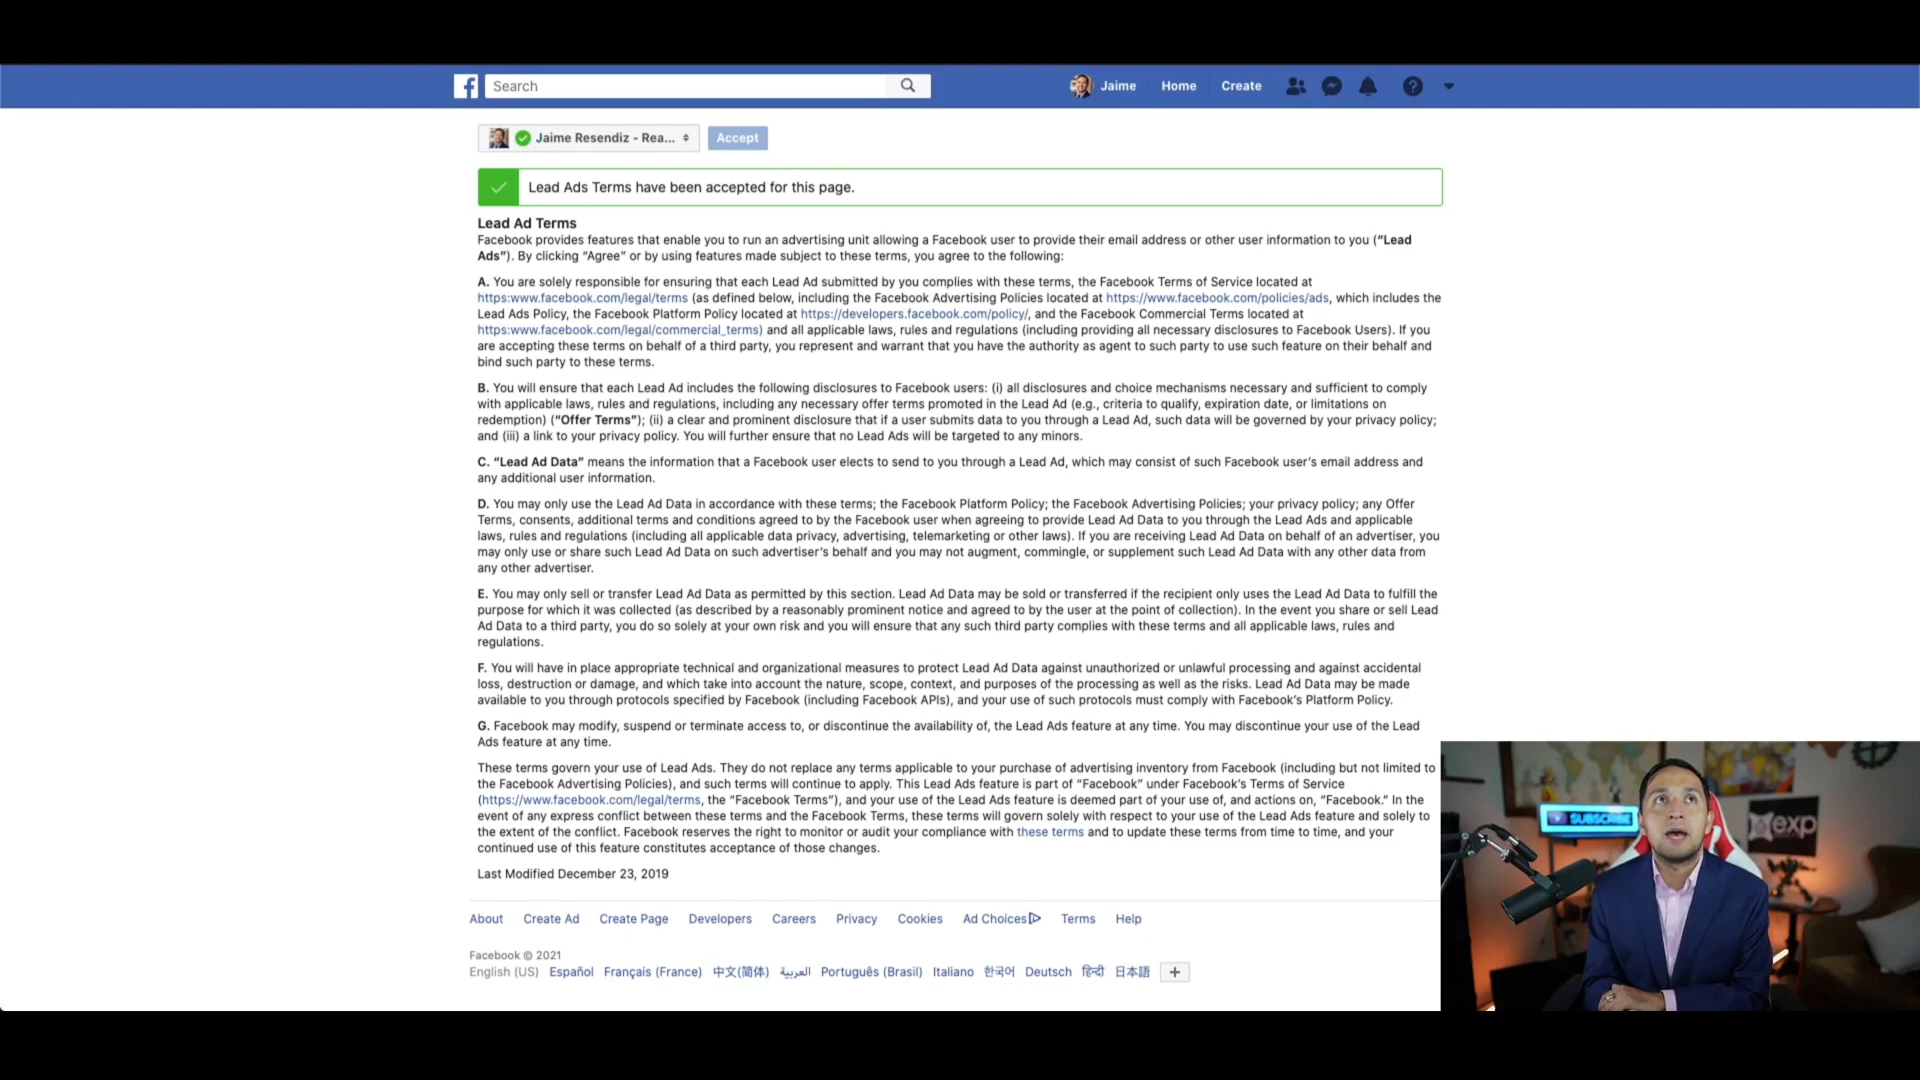 Search
Jaime Home Create
Jaime Resendiz - Rea... Accept
Lead Ads Terms have been accepted for this page.
Lead Ad Terms
Facebook provides features that enable you to run an advertising unit allowing a Facebook user to provide their email address or other user information to you (“Lead
Ads”). By clicking “Agree” or by using features made subject to these terms, you agree to the following:
A. You are solely responsible for ensuring that each Lead Ad submitted by you complies with these terms, the Facebook Terms of Service located at
https:www.facebook.com/legal/terms (as defined below, including the Facebook Advertising Policies located at https://www.facebook.com/policies/ads, which includes the
Lead Ads Policy, the Facebook Platform Policy located at https://developers.facebook.com/policy/, and the Facebook Commercial Terms located at
https:www.facebook.com/legal/commercial_terms) and all applicable laws, rules and regulations (including providing all necessary disclosures to Facebook Users). If you
are accepting these terms on behalf of a third party, you represent and warrant that you have the authority as agent to such party to use such feature on their behalf and
bind such party to these terms.
B. You will ensure that each Lead Ad includes the following disclosures to Facebook users: (i) all disclosures and choice mechanisms necessary and sufficient to comply
with applicable laws, rules and regulations, including any necessary offer terms promoted in the Lead Ad (e.g., criteria to qualify, expiration date, or limitations on
redemption) (“Offer Terms”); (ii) a clear and prominent disclosure that if a user submits data to you through a Lead Ad, such data will be governed by your privacy policy;
and (iii) a link to your privacy policy. You will further ensure that no Lead Ads will be targeted to any minors.
C. “Lead Ad Data” means the information that a Facebook user elects to send to you through a Lead Ad, which may consist of such Facebook user’s email address and
any additional user information.
D. You may only use the Lead Ad Data in accordance with these terms; the Facebook Platform Policy; the Facebook Advertising Policies; your privacy policy; any Offer
Terms, consents, additional terms and conditions agreed to by the Facebook user when agreeing to provide Lead Ad Data to you through the Lead Ads and applicable
laws, rules and regulations (including all applicable data privacy, advertising, telemarketing or other laws). If you are receiving Lead Ad Data on behalf of an advertiser, you
may only use or share such Lead Ad Data on such advertiser’s behalf and you may not augment, commingle, or supplement such Lead Ad Data with any other data from
any other advertiser.
E. You may only sell or transfer Lead Ad Data as permitted by this section. Lead Ad Data may be sold or transferred if the recipient only uses the Lead Ad Data to fulfill the
purpose for which it was collected (as described by a reasonably prominent notice and agreed to by the user at the point of collection). In the event you share or sell Lead
Ad Data to a third party, you do so solely at your own risk and you will ensure that any such third party complies with these terms and all applicable laws, rules and
regulations.
F. You will have in place appropriate technical and organizational measures to protect Lead Ad Data against unauthorized or unlawful processing and against accidental
loss, destruction or damage, and which take into account the nature, scope, context, and purposes of the processing as well as the risks. Lead Ad Data may be made
available to you through protocols specified by Facebook (including Facebook APIs), and your use of such protocols must comply with Facebook’s Platform Policy.
G. Facebook may modify, suspend or terminate access to, or discontinue the availability of, the Lead Ads feature at any time. You may discontinue your use of the Lead
Ads feature at any time.
These terms govern your use of Lead Ads. They do not replace any terms applicable to your purchase of advertising inventory from Facebook (including but not limited to
the Facebook Advertising Policies), and such terms will continue to apply. This Lead Ads feature is part of “Facebook” under Facebook’s Terms of Service
(https://www.facebook.com/legal/terms, the “Facebook Terms”), and your use of the Lead Ads feature is deemed part of your use of, and actions on, “Facebook.” In the
event of any express conflict between these terms and the Facebook Terms, these terms will govern solely with respect to your use of the Lead Ads feature and solely to
the extent of the conflict. Facebook reserves the right to monitor or audit your compliance with these terms and to update these terms from time to time, and your
continued use of this feature constitutes acceptance of those changes.
Last Modified December 23, 2019
About Create Ad Create Page Developers Careers Privacy Cookies Ad Choices Terms Help
Facebook © 2021
English (US) Español Français (France) 中文(简体) العربية Português (Brasil) Italiano 한국어 Deutsch हिन्दी 日本語 +
SUBSCRIBE
exp